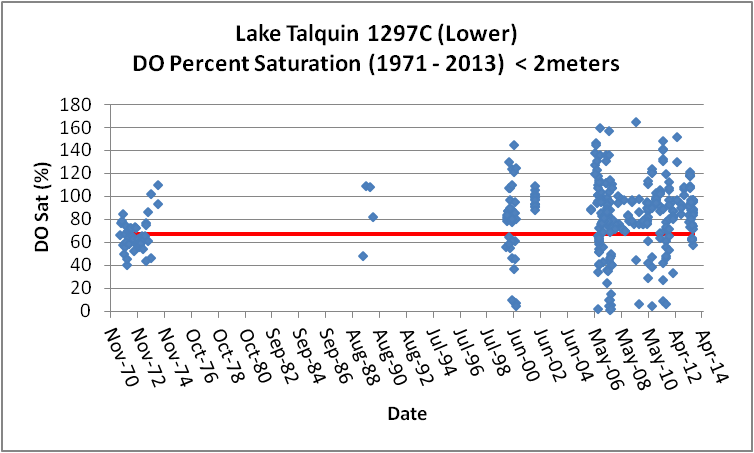 Lake Talquin 1297C (Lower)
DO Percent Saturation (1971 - 2013) < 2meters
DO Sat (%)
180
160
140
120
100
80
60
40
20
0
Nov-70
Nov-72
Nov-74
Oct-76
Oct-78
Oct-80
Sep-82
Sep-84
Sep-86
Aug-88
Aug-90
Aug-92
Jul-94
Jul-96
Jul-98
Jun-00
Jun-02
Jun-04
May-06
May-08
May-10
Apr-12
Apr-14
Date